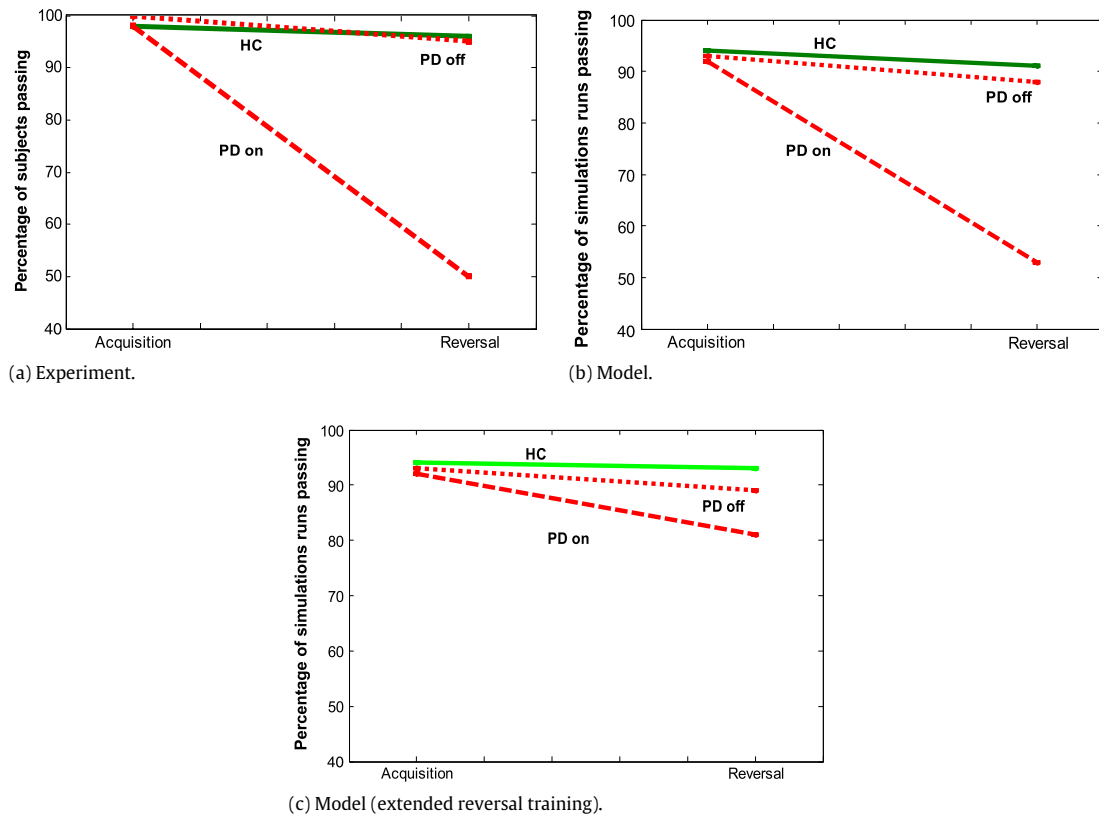 Percentage of subjects passing
100
90
80
70
60
50
40
HC
PD off
PD on
Acquisition
Reversal
(a) Experiment.
Percentage of simulations runs passing
100
90
80
70
60
50
40
HC
PD off
PD on
Acquisition
Reversal
(b) Model.
Percentage of simulations runs passing
100
90
80
70
60
50
40
HC
PD off
PD on
Acquisition
Reversal
(c) Model (extended reversal training).